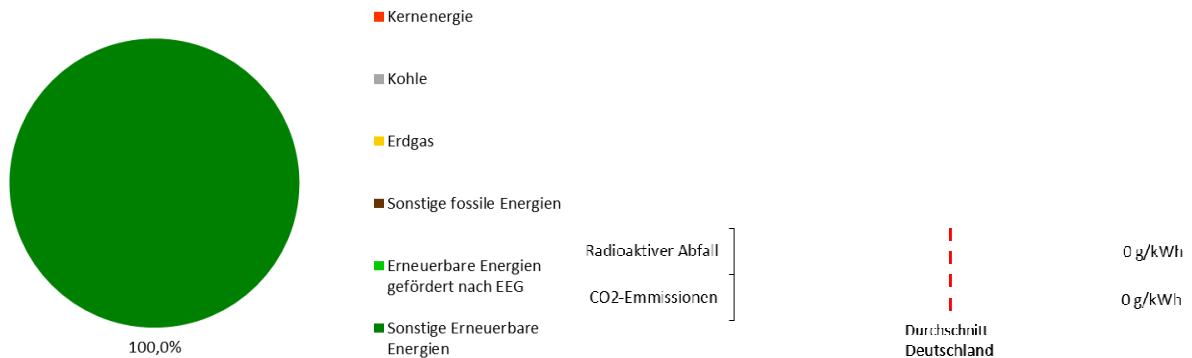 Kernenergie
Kohle
Erdgas
Sonstige fossile Energien
Erneuerbare Energien
gefördert nach EEG
Sonstige Erneuerbare
Energien
100,0%
Radioaktiver Abfall
0 g/kWh
CO2-Emmissionen
0 g/kWh
Durchschnitt
Deutschland